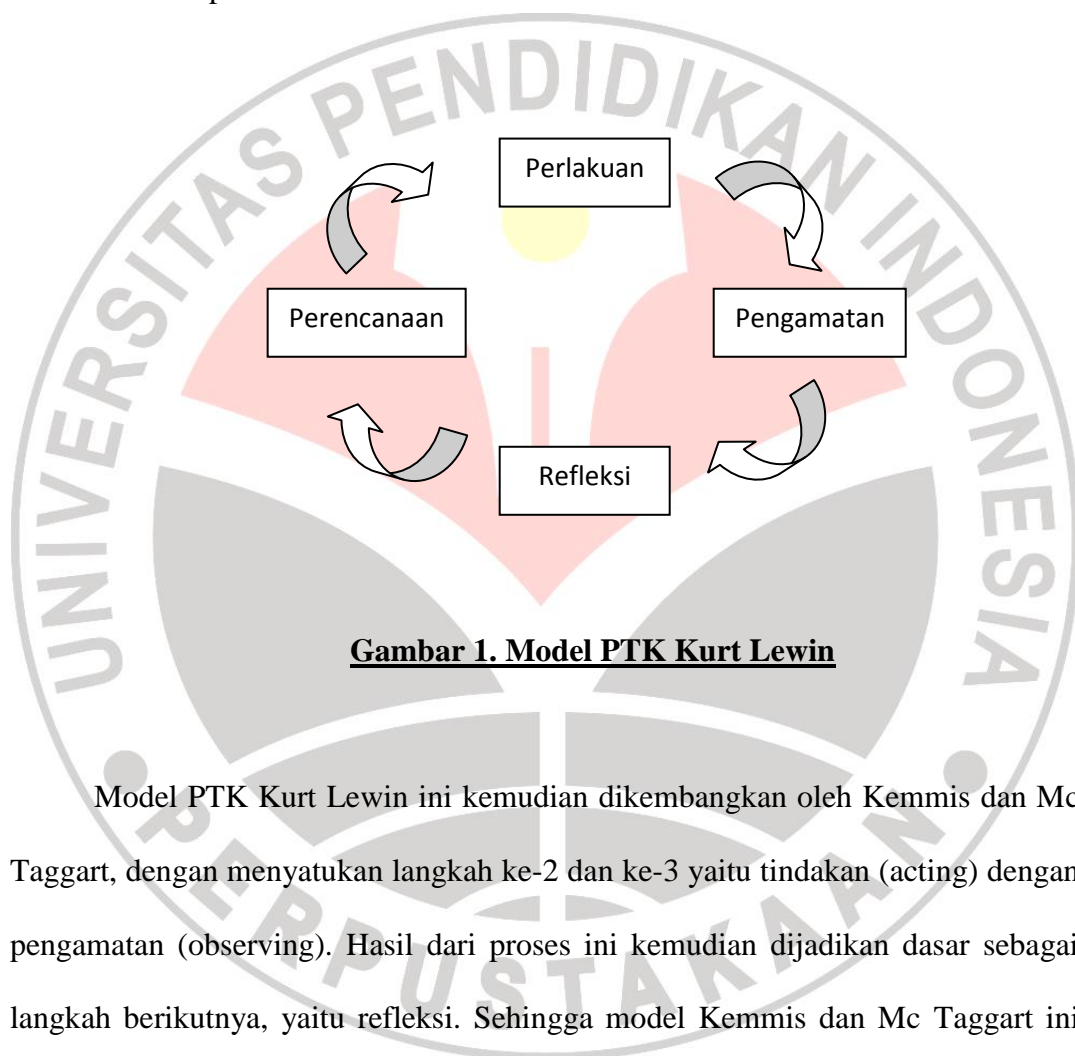 UNIVERSITAS PENDIDIKAN INDONESIA
Perlakuan
Perencanaan
Pengamatan
Refleksi
Gambar 1. Model PTK Kurt Lewin
Model PTK Kurt Lewin ini kemudian dikembangkan oleh Kemmis dan Mc
Taggart, dengan menyatukan langkah ke-2 dan ke-3 yaitu tindakan (acting) dengan
pengamatan (observing). Hasil dari proses ini kemudian dijadikan dasar sebagai
langkah berikutnya, yaitu refleksi. Sehingga model Kemmis dan Mc Taggart ini
PERPUSTAKAAN